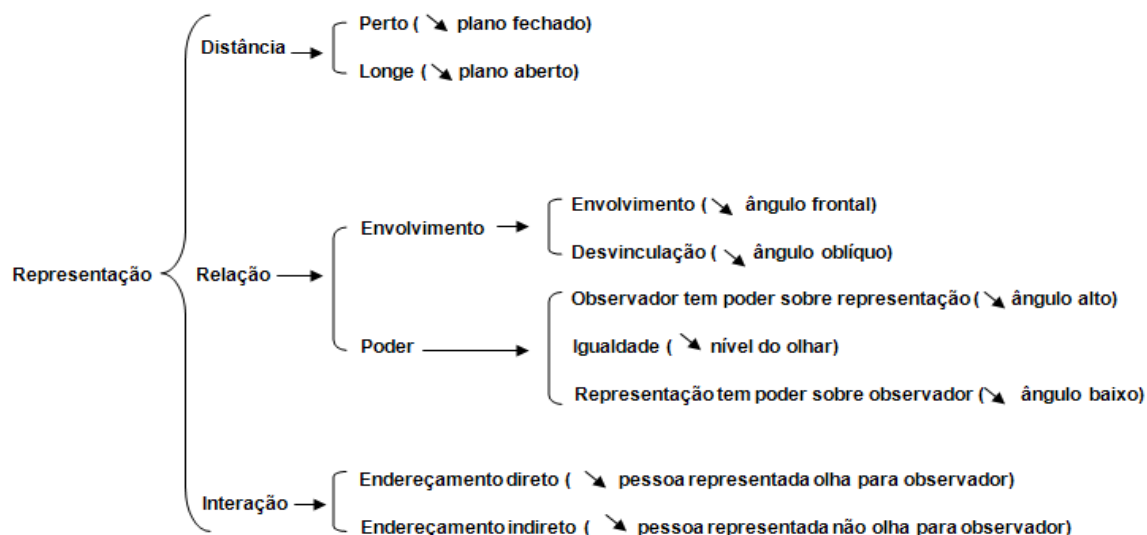 Perto ( plano fechado)
Distância
Longe ( plano aberto)
Envolvimento ( ângulo frontal)
Envolvimento
Desvinculação ( ângulo oblíquo)
Representação
Relação
Observador tem poder sobre representação ( ângulo alto)
Poder
Igualdade ( nível do olhar)
Representação tem poder sobre observador ( ângulo baixo)
Endereçamento direto ( pessoa representada olha para observador)
Interação
Endereçamento indireto ( pessoa representada não olha para observador)